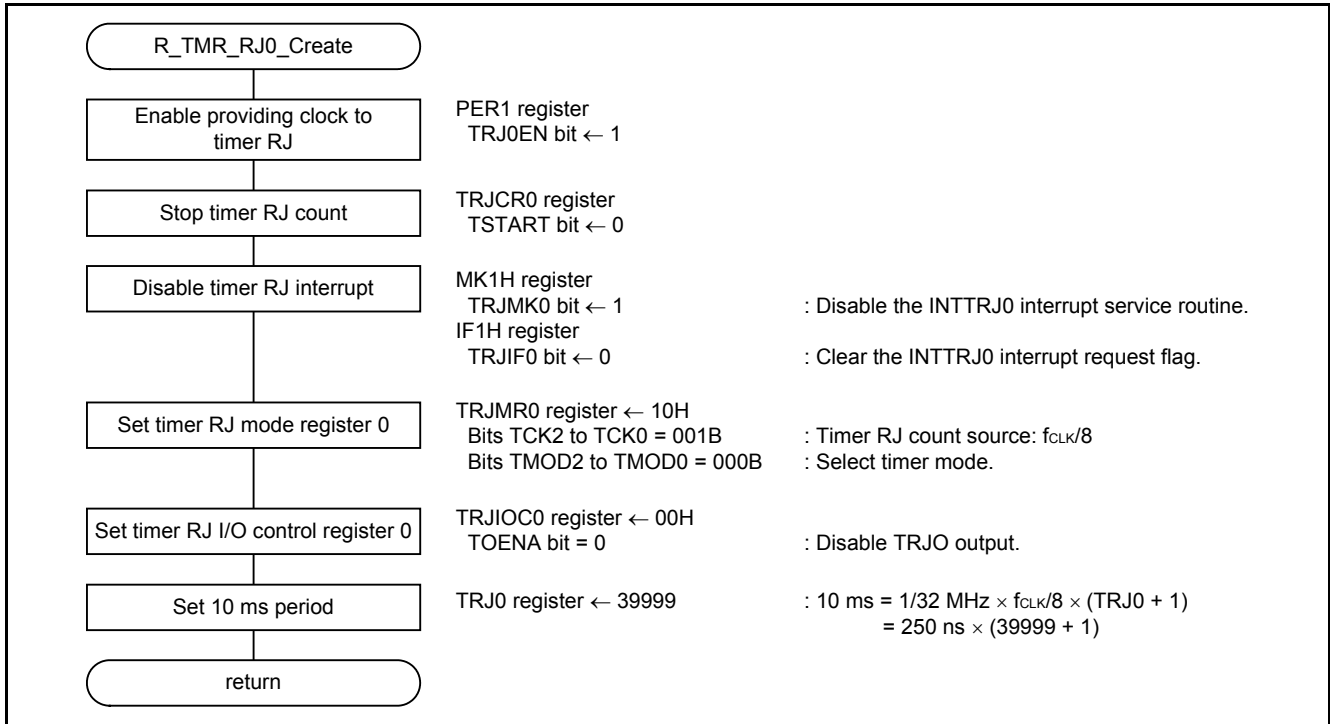 R_TMR_RJ0_Create
Enable providing clock to
timer RJ
PER1 register
TRJ0EN bit ← 1
Stop timer RJ count
TRJCR0 register
TSTART bit ← 0
Disable timer RJ interrupt
MK1H register
TRJMK0 bit ← 1 : Disable the INTTRJ0 interrupt service routine.
IF1H register
TRJIF0 bit ← 0 : Clear the INTTRJ0 interrupt request flag.
Set timer RJ mode register 0
TRJMR0 register ← 10H
Bits TCK2 to TCK0 = 001B : Timer RJ count source: fCLK/8
Bits TMOD2 to TMOD0 = 000B : Select timer mode.
Set timer RJ I/O control register 0
TRJIOC0 register ← 00H
TOENA bit = 0 : Disable TRJO output.
Set 10 ms period
TRJ0 register ← 39999 : 10 ms = 1/32 MHz × fCLK/8 × (TRJ0 + 1)
= 250 ns × (39999 + 1)
return